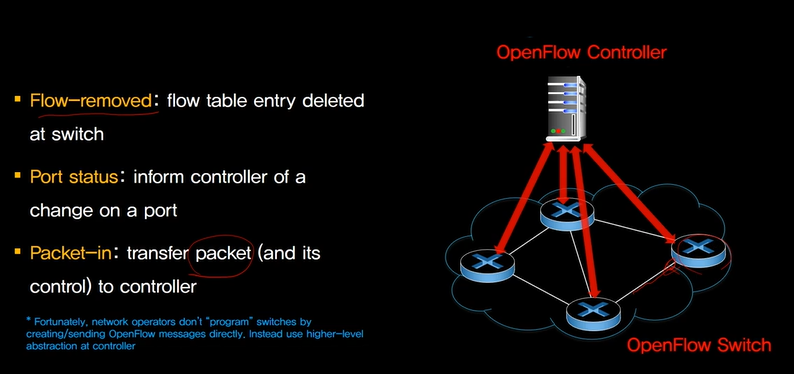 OpenFlow Controller
▪ Flow-removed: flow table entry deleted
at switch
▪ Port status: inform controller of a
change on a port
▪ Packet-in: transfer packet (and its
control) to controller
* Fortunately, network operators don't "program" switches by
creating/sending OpenFlow messages directly. Instead use higher-level
abstraction at controller
OpenFlow Switch